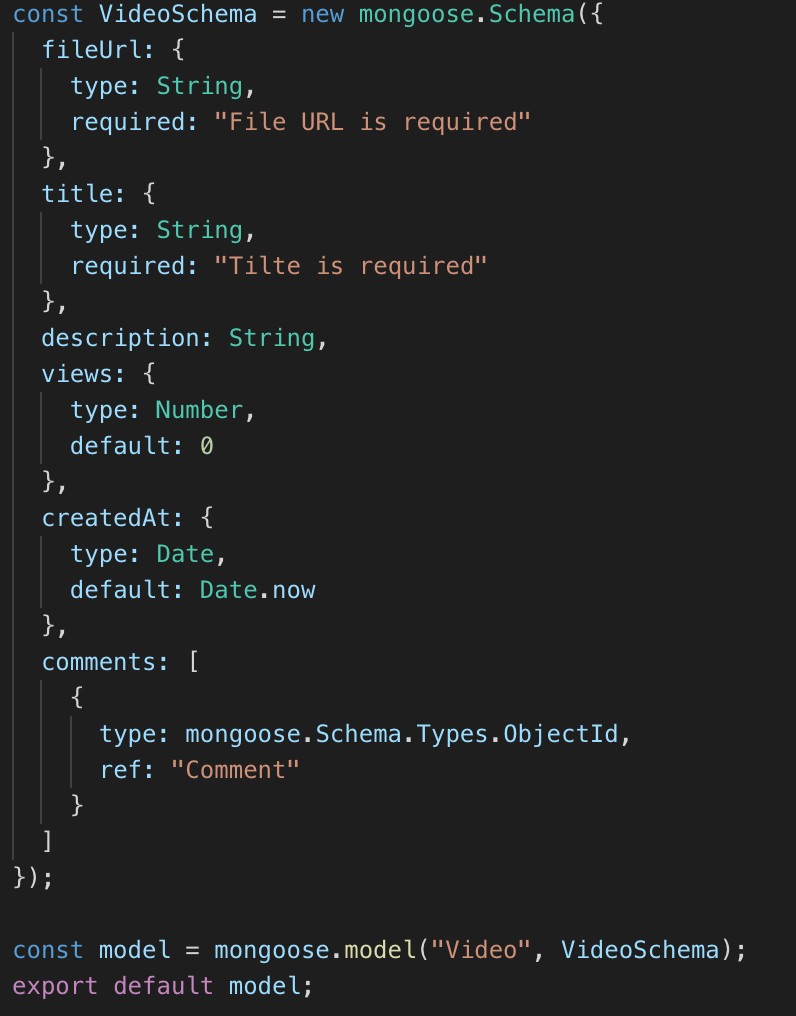 const VideoSchema = new mongoose.Schema({
  fileUrl: {
    type: String,
    required: "File URL is required"
  },
  title: {
    type: String,
    required: "Tilte is required"
  },
  description: String,
  views: {
    type: Number,
    default: 0
  },
  createdAt: {
    type: Date,
    default: Date.now
  },
  comments: [
    {
      type: mongoose.Schema.Types.ObjectId,
      ref: "Comment"
    }
  ]
});

const model = mongoose.model("Video", VideoSchema);
export default model;